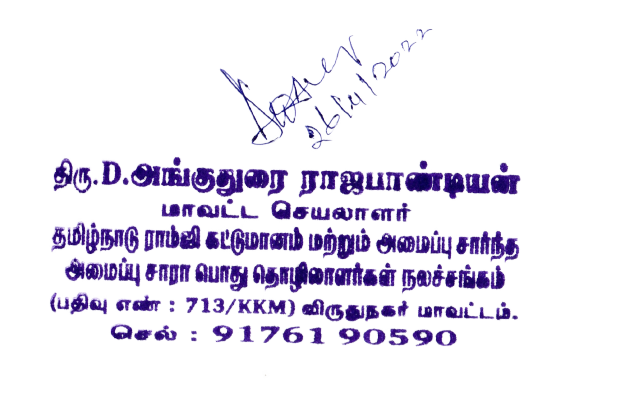 26/4/2022
திரு.D.அங்குதுரை ராஜபாண்டியன்
மாவட்ட செயலாளர்
தமிழ்நாடு ராம்ஜி கட்டுமானம் மற்றும் அமைப்பு சார்ந்த
அமைப்பு சாரா பொது தொழிலாளர்கள் நலச்சங்கம்
(பதிவு எண் : 713/KKM) விருதுநகர் மாவட்டம்.
செல் : 91761 90590